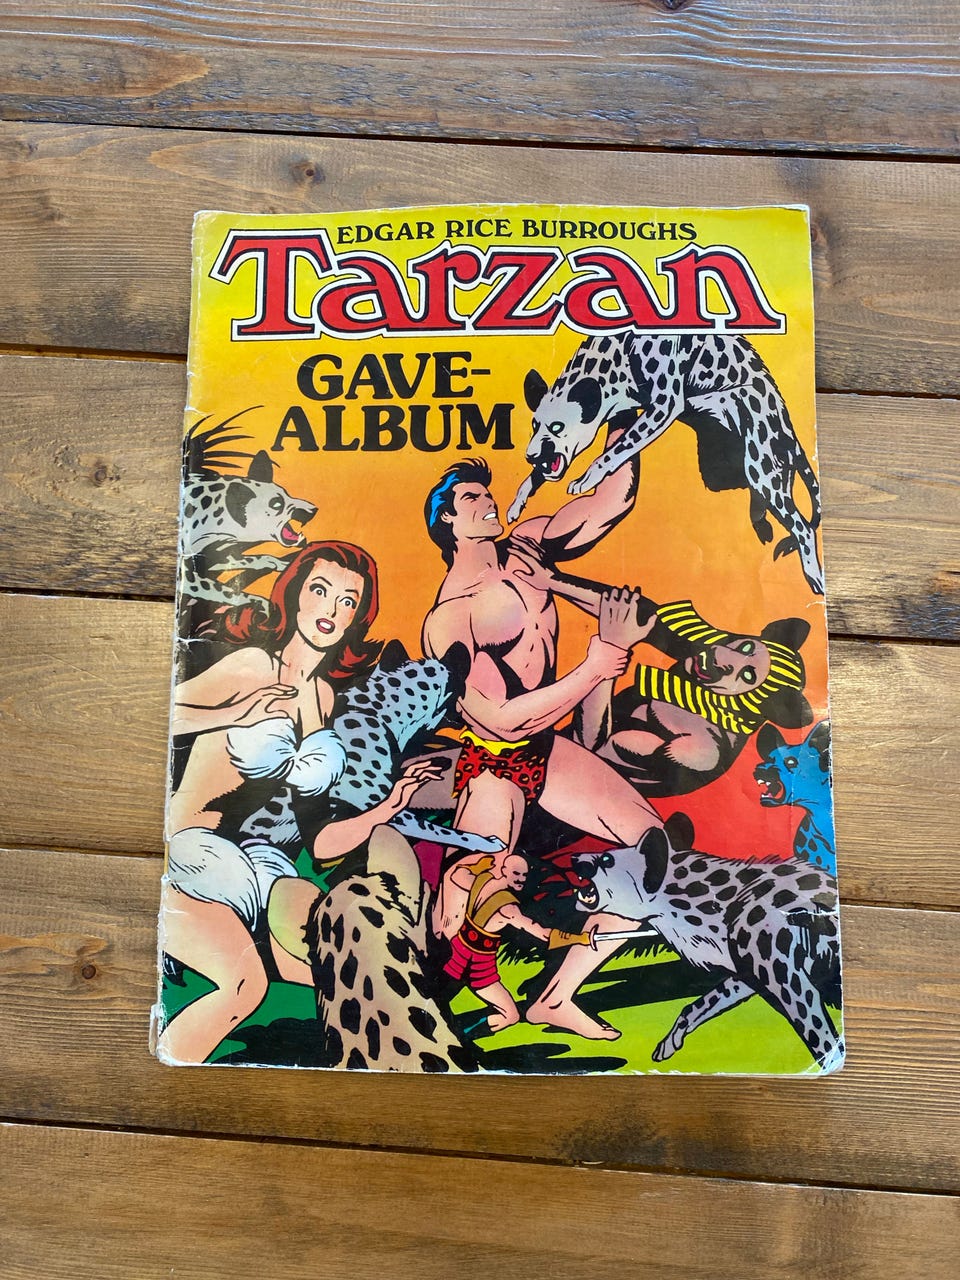 EDGAR RICE BURROUGHS
Tarzan
GAVE-
ALBUM